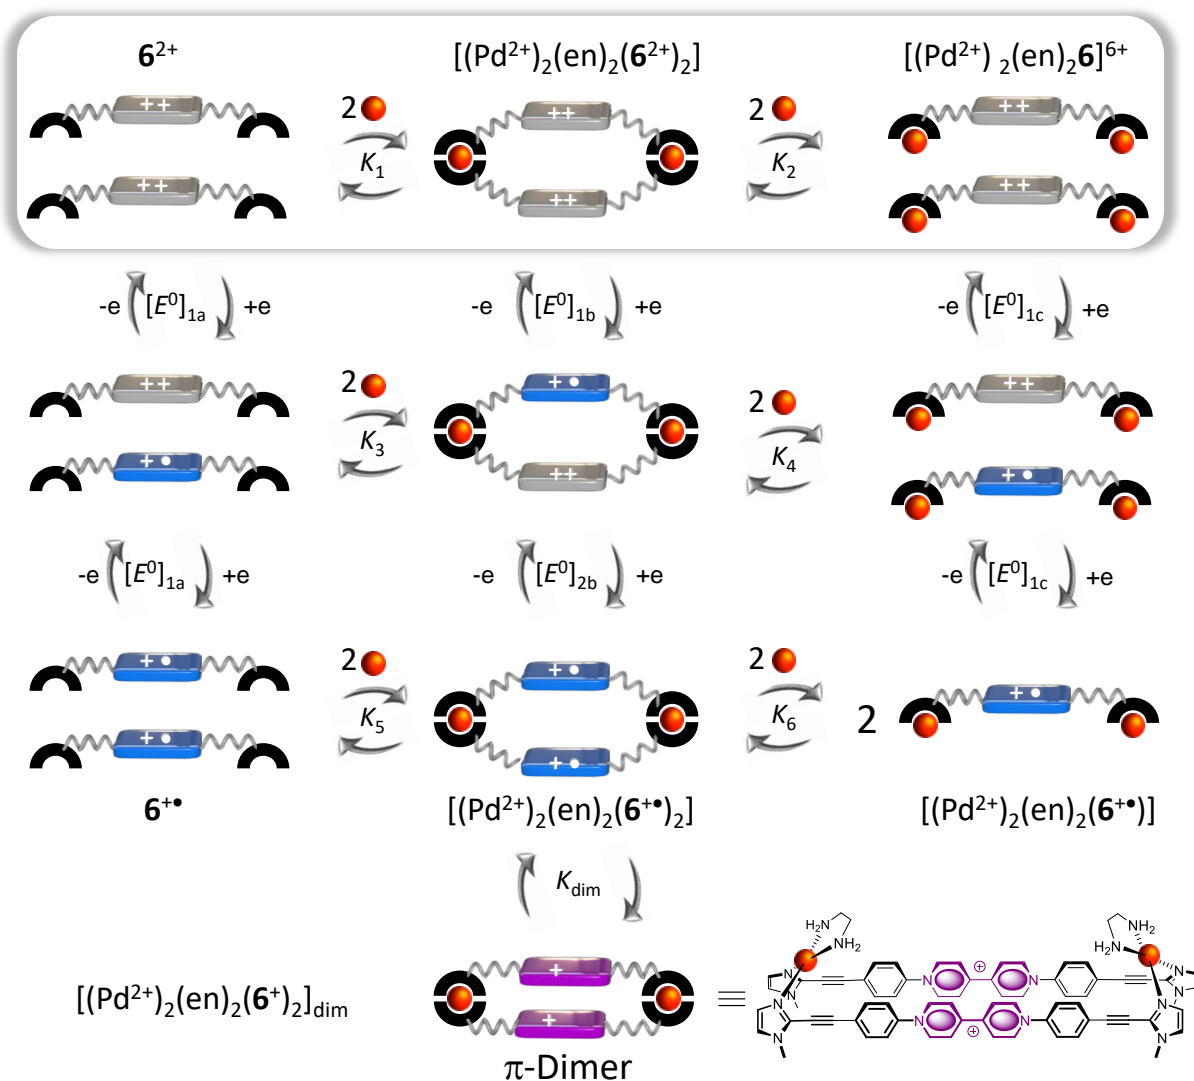 6²⁺ [(Pd²⁺)₂(en)₂(6²⁺)₂] [(Pd²⁺) ₂(en)₂6]⁶⁺
++ 2 K₁ ++ 2 K₂ ++
++ ++ ++
-e [E⁰]₁ₐ +e -e [E⁰]₁b +e -e [E⁰]₁c +e
++ 2 K₃ +• 2 K₄ ++
+• ++ +•
-e [E⁰]₁ₐ +e -e [E⁰]₂b +e -e [E⁰]₁c +e
+• 2 K₅ +• 2 K₆ 2 +•
+• +•
6⁺• [(Pd²⁺)₂(en)₂(6⁺•)₂] [(Pd²⁺)₂(en)₂(6⁺•)]
K_dim
H₂N NH₂ NH₂ H₂N
[(Pd²⁺)₂(en)₂(6⁺)₂]dim + + ≡ N N N ⊕ N N N
N N N ⊕ N N N
π-Dimer